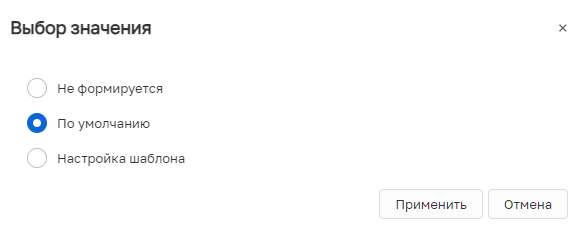 Выбор значения
Не формируется
По умолчанию
Настройка шаблона
Применить Отмена